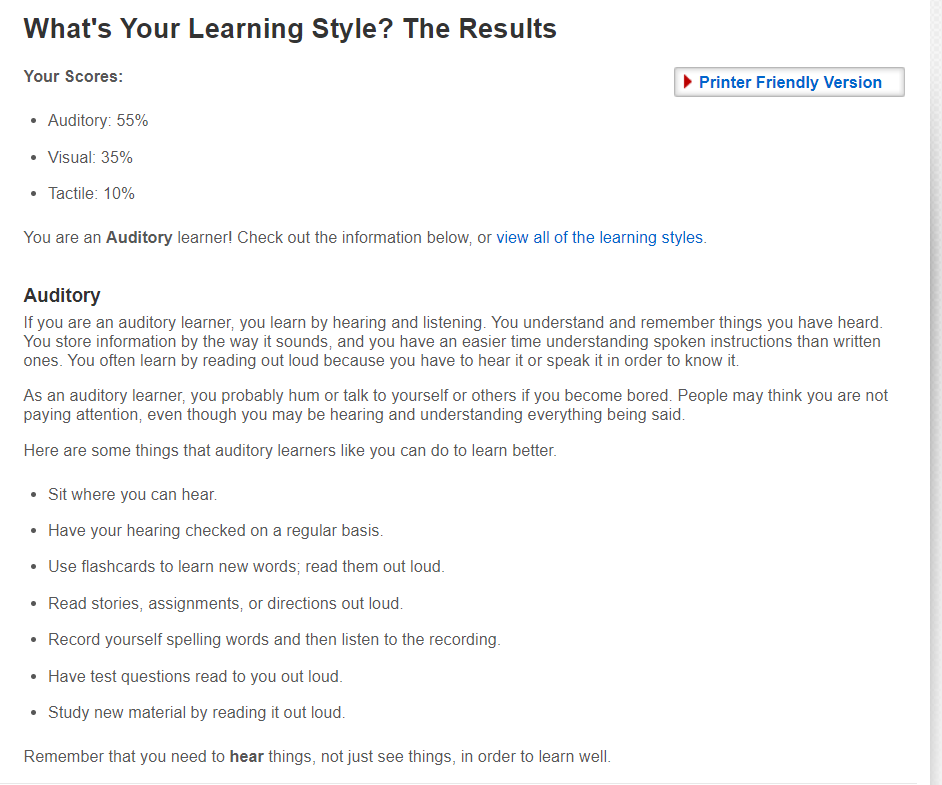 What's Your Learning Style? The Results
Your Scores:
Printer Friendly Version
• Auditory: 55%
• Visual: 35%
• Tactile: 10%
You are an Auditory learner! Check out the information below, or view all of the learning styles.
Auditory
If you are an auditory learner, you learn by hearing and listening. You understand and remember things you have heard.
You store information by the way it sounds, and you have an easier time understanding spoken instructions than written
ones. You often learn by reading out loud because you have to hear it or speak it in order to know it.
As an auditory learner, you probably hum or talk to yourself or others if you become bored. People may think you are not
paying attention, even though you may be hearing and understanding everything being said.
Here are some things that auditory learners like you can do to learn better.
• Sit where you can hear.
• Have your hearing checked on a regular basis.
• Use flashcards to learn new words; read them out loud.
• Read stories, assignments, or directions out loud.
• Record yourself spelling words and then listen to the recording.
• Have test questions read to you out loud.
• Study new material by reading it out loud.
Remember that you need to hear things, not just see things, in order to learn well.